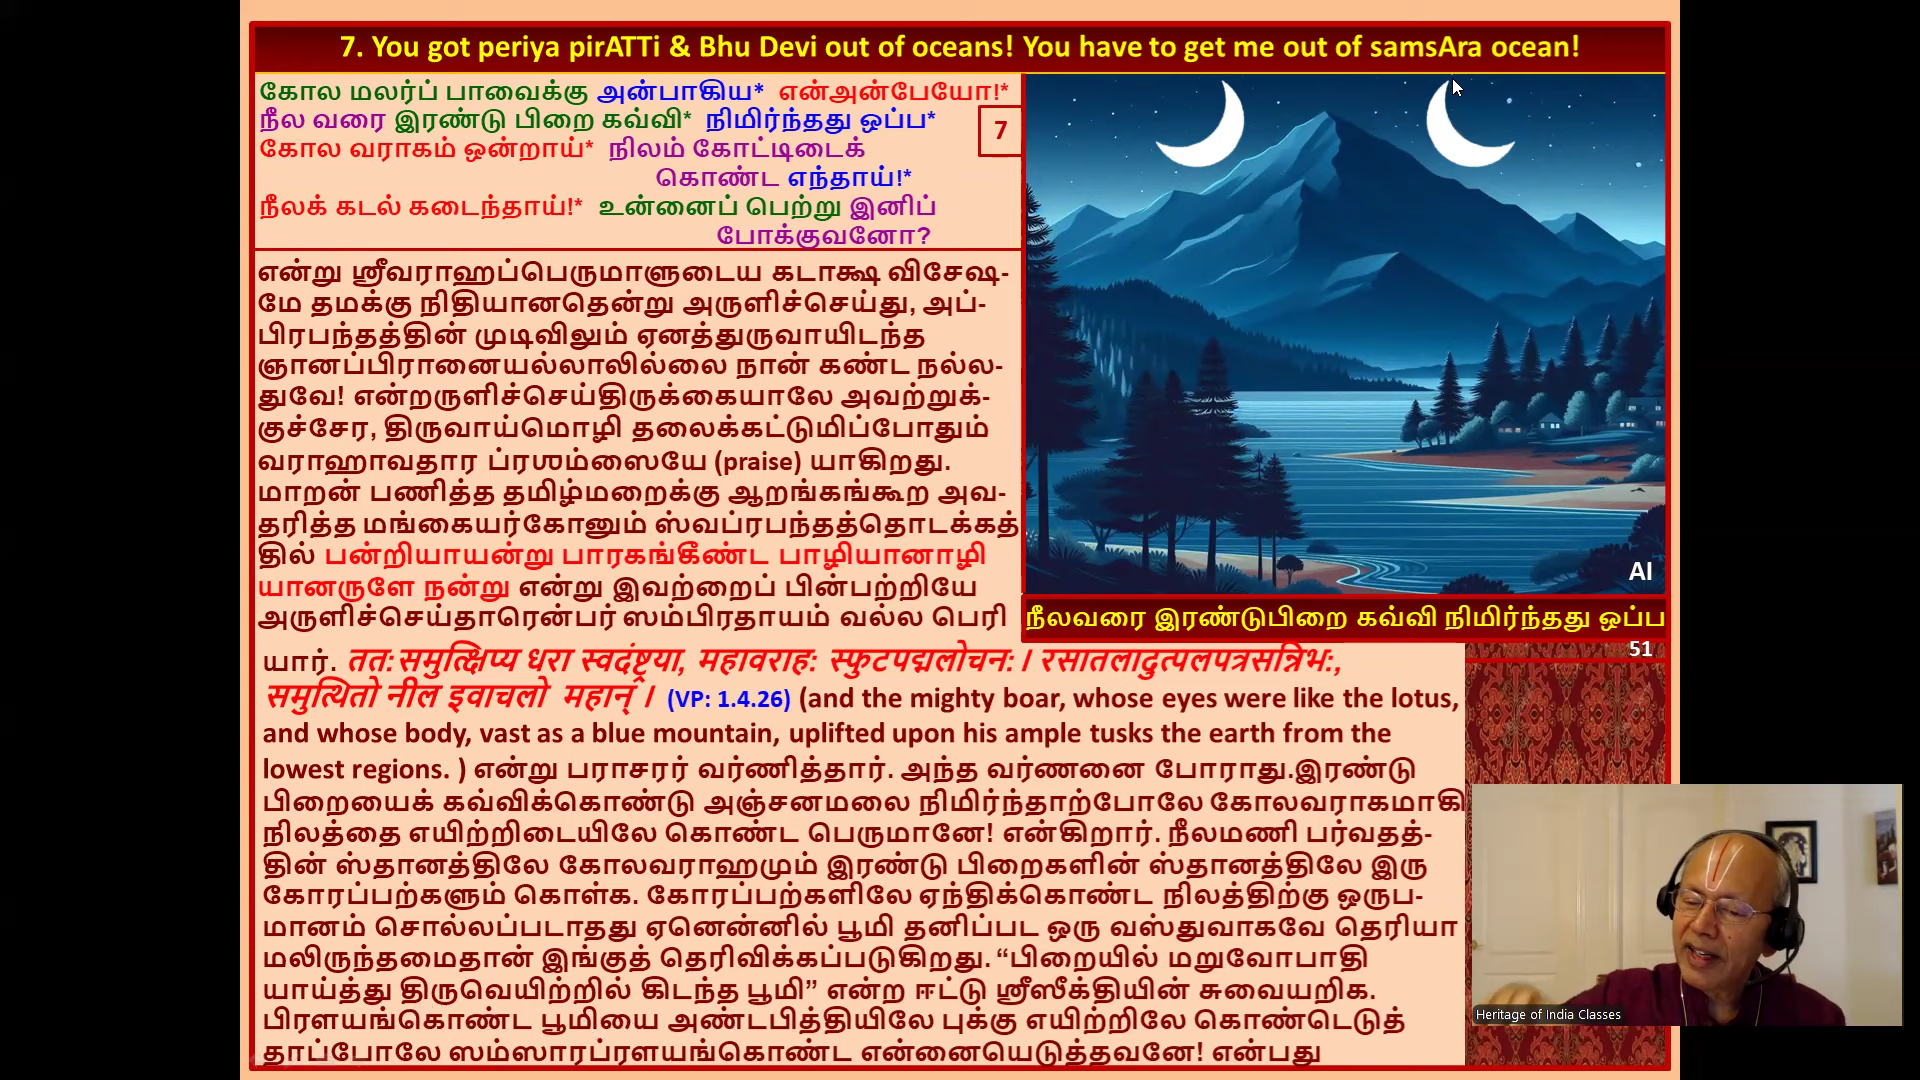 7. You got periya pirATTi & Bhu Devi out of oceans! You have to get me out of samsAra ocean!
கோல மலர்ப் பாவைக்கு அன்பாகிய* என்அன்பேயோ!*
நீல வரை இரண்டு பிறை கவ்வி* நிமிர்ந்தது ஒப்ப*
கோல வராகம் ஒன்றாய்* நிலம் கோட்டிடைக்
கொண்ட எந்தாய்!*
நீலக் கடல் கடைந்தாய்!* உன்னைப் பெற்று இனிப்
போக்குவனோ?
7
என்று ஸ்ரீவராஹப்பெருமாளுடைய கடாக்ஷ விசேஷ-
மே தமக்கு நிதியானதென்று அருளிச்செய்து, அப்-
பிரபந்தத்தின் முடிவிலும் ஏனத்துருவாயிடந்த
ஞானப்பிரானையல்லாலில்லை நான் கண்ட நல்ல-
துவே! என்றருளிச்செய்திருக்கையாலே அவற்றுக்-
குச்சேர, திருவாய்மொழி தலைக்கட்டுமிப்போதும்
வராஹாவதார ப்ரஶம்ஸையே (praise) யாகிறது.
மாறன் பணித்த தமிழ்மறைக்கு ஆறங்கங்கூற அவ-
தரித்த மங்கையர்கோனும் ஸ்வப்ரபந்தத்தொடக்கத்
தில் பன்றியாயன்று பாரகங்கீண்ட பாழியானாழி
யானருளே நன்று என்று இவற்றைப் பின்பற்றியே
அருளிச்செய்தாரென்பர் ஸம்பிரதாயம் வல்ல பெரி
யார். ततः समुत्क्षिप्य धरा स्वदंष्ट्रया, महावराहः स्फुटपद्मलोचनः। रसातलादुत्पलपत्रसन्निभः,
समुत्थितो नील इवाचलो महान्। (VP: 1.4.26) (and the mighty boar, whose eyes were like the lotus,
and whose body, vast as a blue mountain, uplifted upon his ample tusks the earth from the
lowest regions. ) என்று பராசரர் வர்ணித்தார். அந்த வர்ணனை போராது.இரண்டு
பிறையைக் கவ்விக்கொண்டு அஞ்சனமலை நிமிர்ந்தாற்போலே கோலவராகமாகி
நிலத்தை எயிற்றிடையிலே கொண்ட பெருமானே! என்கிறார். நீலமணி பர்வதத்-
தின் ஸ்தானத்திலே கோலவராஹமும் இரண்டு பிறைகளின் ஸ்தானத்திலே இரு
கோரப்பற்களும் கொள்க. கோரப்பற்களிலே ஏந்திக்கொண்ட நிலத்திற்கு ஒருப-
மானம் சொல்லப்படாதது ஏனென்னில் பூமி தனிப்பட ஒரு வஸ்துவாகவே தெரியா
மலிருந்தமைதான் இங்குத் தெரிவிக்கப்படுகிறது. “பிறையில் மறுவோபாதி
யாய்த்து திருவெயிற்றில் கிடந்த பூமி” என்ற ஈட்டு ஸ்ரீஸீக்தியின் சுவையறிக.
பிரளயங்கொண்ட பூமியை அண்டபித்தியிலே புக்கு எயிற்றிலே கொண்டெடுத்
தாப்போலே ஸம்ஸாரப்ரளயங்கொண்ட என்னையெடுத்தவனே! என்பது
AI
நீலவரை இரண்டுபிறை கவ்வி நிமிர்ந்தது ஒப்ப
51
Heritage of India Classes